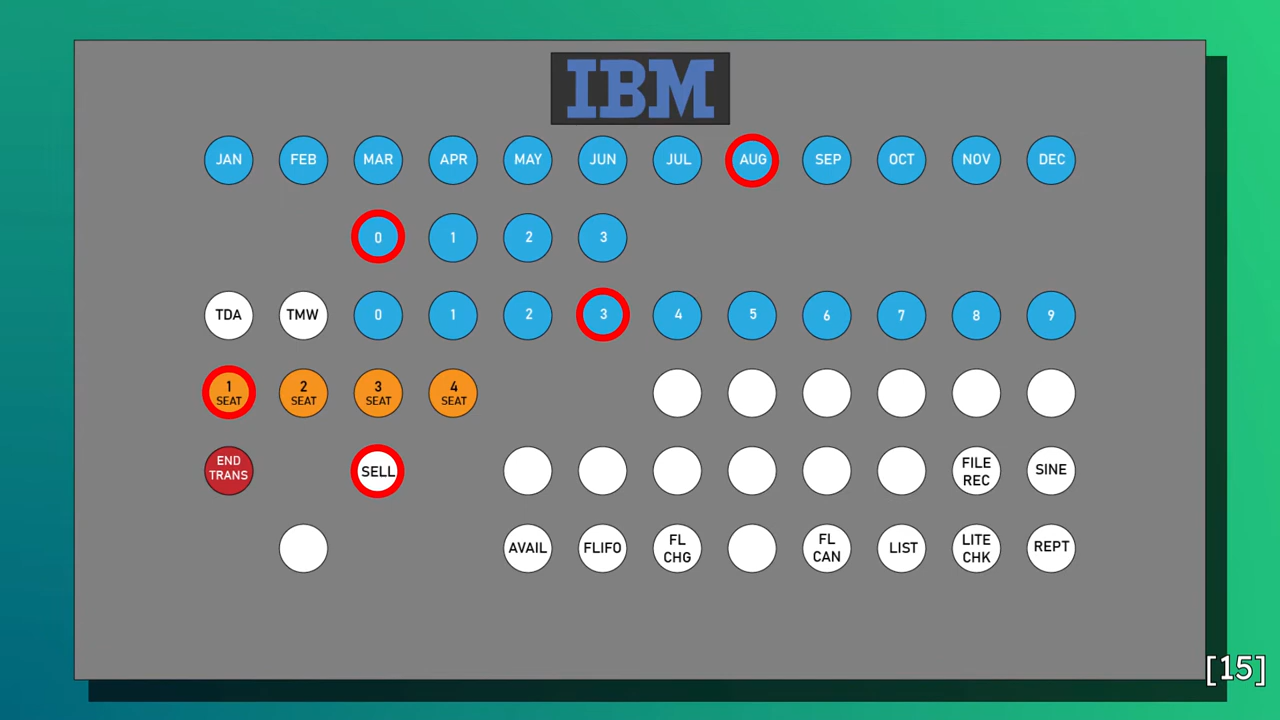 IBM
JAN FEB MAR APR MAY JUN JUL AUG SEP OCT NOV DEC
0 1 2 3
TDA TMW 0 1 2 3 4 5 6 7 8 9
1 2 3 4
SEAT SEAT SEAT SEAT
END TRANS SELL FILE REC SINE
AVAIL FLIFO FL CHG FL CAN LIST LITE CHK REPT
[15]